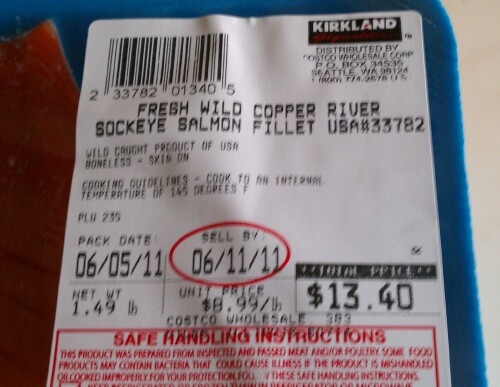 KIRKLAND
Signature
DISTRIBUTED BY
COSTCO WHOLESALE CORP
P.O. BOX 34535
SEATTLE, WA 98124
2 33782 01340 5
FRESH WILD COPPER RIVER
SOCKEYE SALMON FILLET USA#33782
WILD CAUGHT PRODUCT OF USA
BONELESS - SKIN ON
COOKING GUIDELINES - COOK TO AN INTERNAL
TEMPERATURE OF 145 DEGREES F
PLU 235
PACK DATE: SELL BY:
06/05/11 06/11/11
TOTAL PRICE
NET WT UNIT PRICE
1.49 lb $8.99/lb $13.40
COSTCO WHOLESALE 383
SAFE HANDLING INSTRUCTIONS
THIS PRODUCT WAS PREPARED FROM INSPECTED AND PASSED MEAT AND/OR POULTRY. SOME FOOD
PRODUCTS MAY CONTAIN BACTERIA THAT COULD CAUSE ILLNESS IF THE PRODUCT IS MISHANDLED
OR COOKED IMPROPERLY. FOR YOUR PROTECTION, FOLL THESE SAFE HANDLING INSTRUCTIONS.